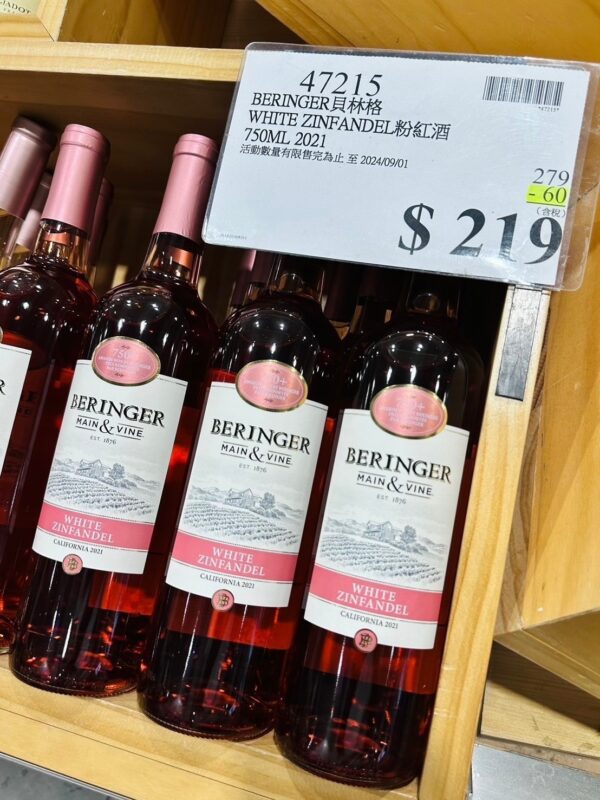 IADOT
47215
BERINGER貝林格
WHITE ZINFANDEL粉紅酒
750ML 2021
活動數量有限售完為止 至 2024/09/01
*47215*
279
- 60
(含稅)
$ 219
750+
BERINGER
MAIN & VINE
EST. 1876
WHITE
ZINFANDEL
CALIFORNIA 2021
B
BERINGER
MAIN & VINE
EST. 1876
WHITE
ZINFANDEL
CALIFORNIA 2021
B
BERINGER
MAIN & VINE
EST. 1876
WHITE
ZINFANDEL
CALIFORNIA 2021
B